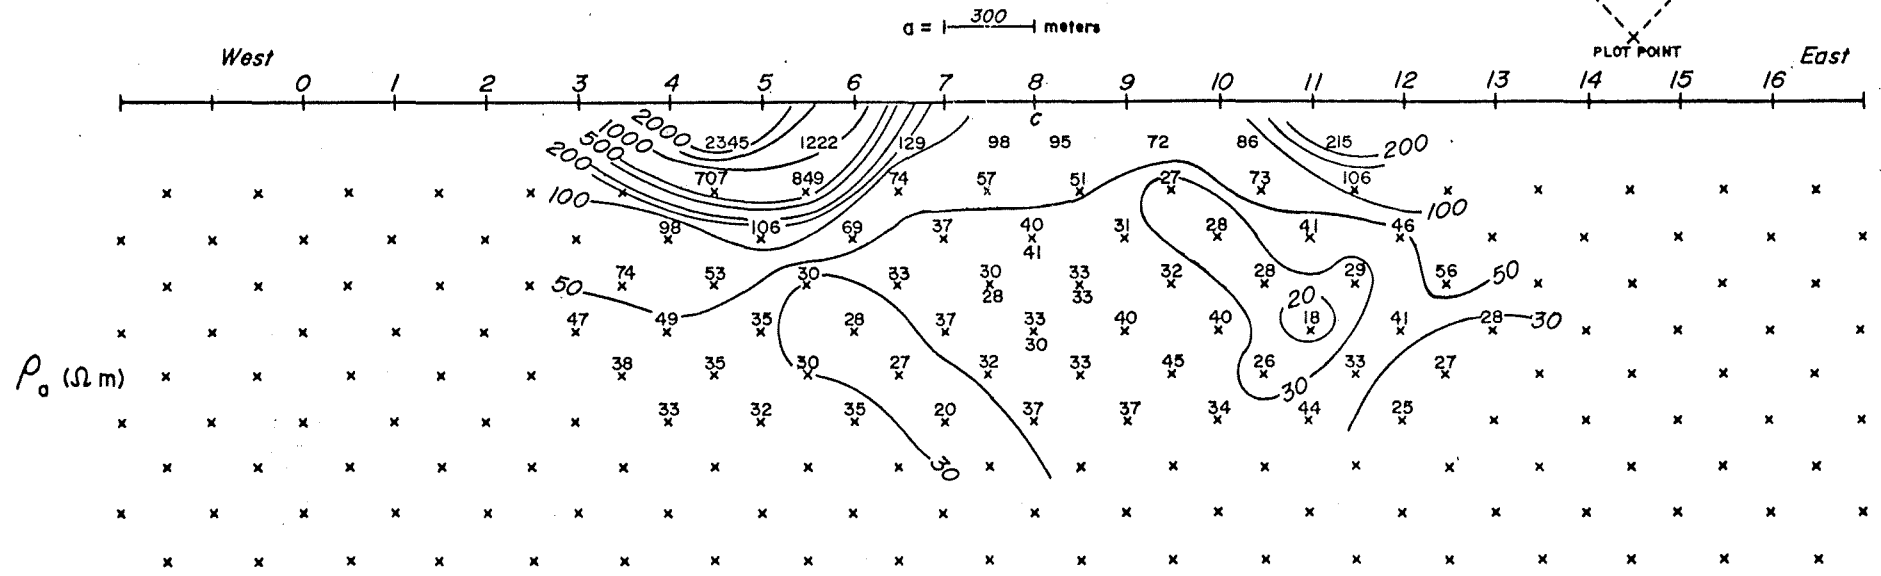 a = 300 meters
PLOT POINT
West East
0 1 2 3 4 5 6 7 8 9 10 11 12 13 14 15 16
c
2000 1000 500 200 2345 1222 129 98 95 72 86 215 200
707 849 74 57 51 27 73 106
100 98 106 69 37 40 31 28 41 46 100
41
74 53 30 33 30 33 32 28 29 56 50
50 28 33 20
47 49 35 28 37 33 40 40 18 41 28 30
30
ρa (Ωm) 38 35 30 27 32 33 45 26 33 27
30
33 32 35 20 37 37 34 44 25
30